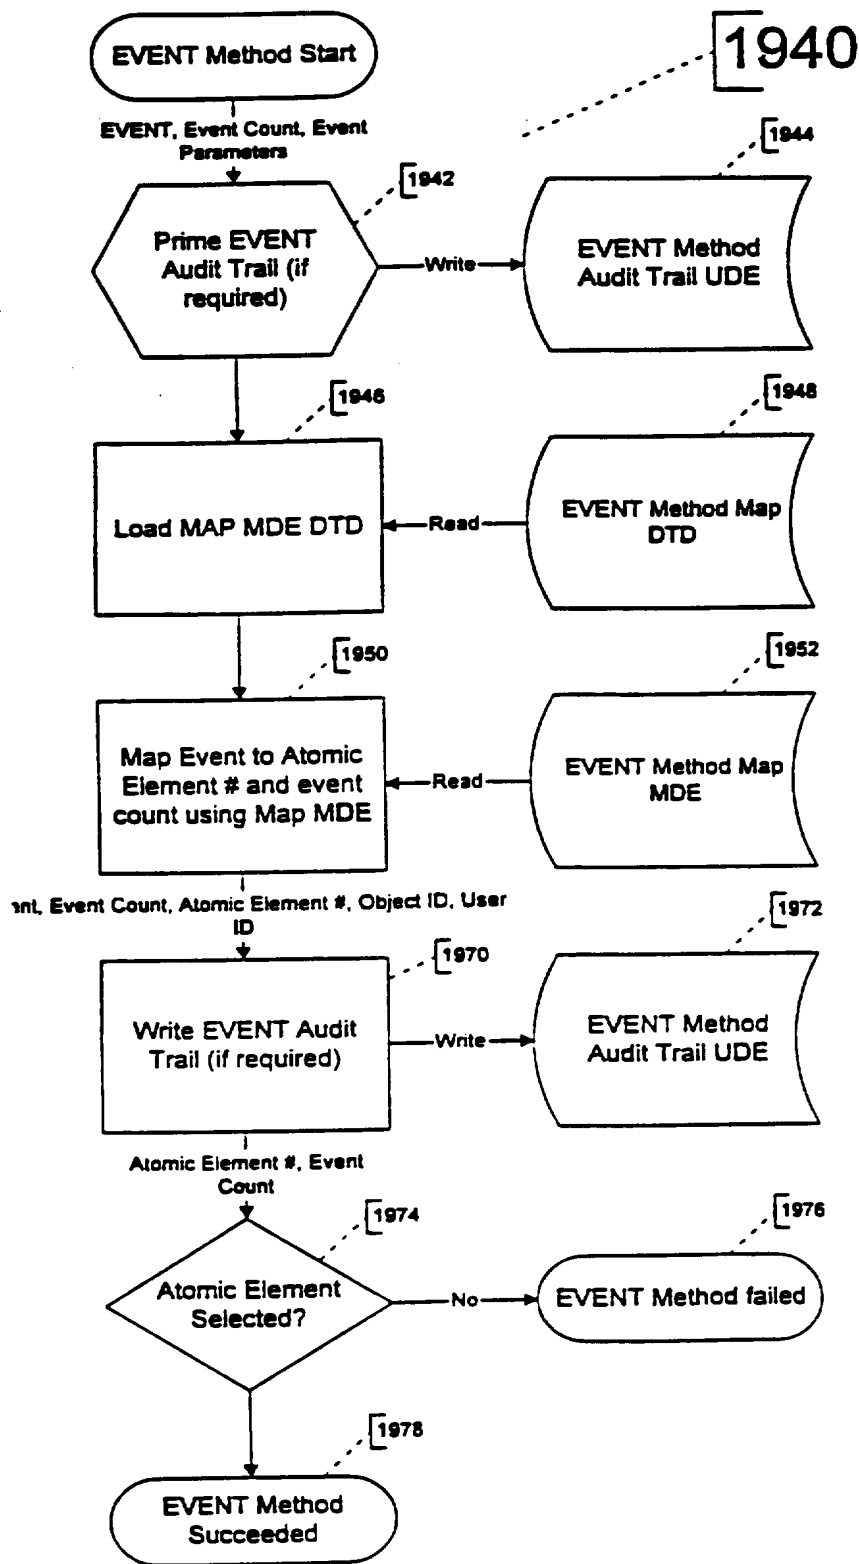 EVENT Method Start
1940
EVENT, Event Count, Event
Parameters
1942
1944
Prime EVENT
Audit Trail (if
required)
Write
EVENT Method
Audit Trail UDE
1946
1948
Load MAP MDE DTD
Read
EVENT Method Map
DTD
1950
1952
Map Event to Atomic
Element # and event
count using Map MDE
Read
EVENT Method Map
MDE
Event Count, Atomic Element #, Object ID, User
ID
1970
1972
Write EVENT Audit
Trail (if required)
Write
EVENT Method
Audit Trail UDE
Atomic Element #, Event
Count
1974
1976
Atomic Element
Selected?
No
EVENT Method failed
1978
EVENT Method
Succeeded